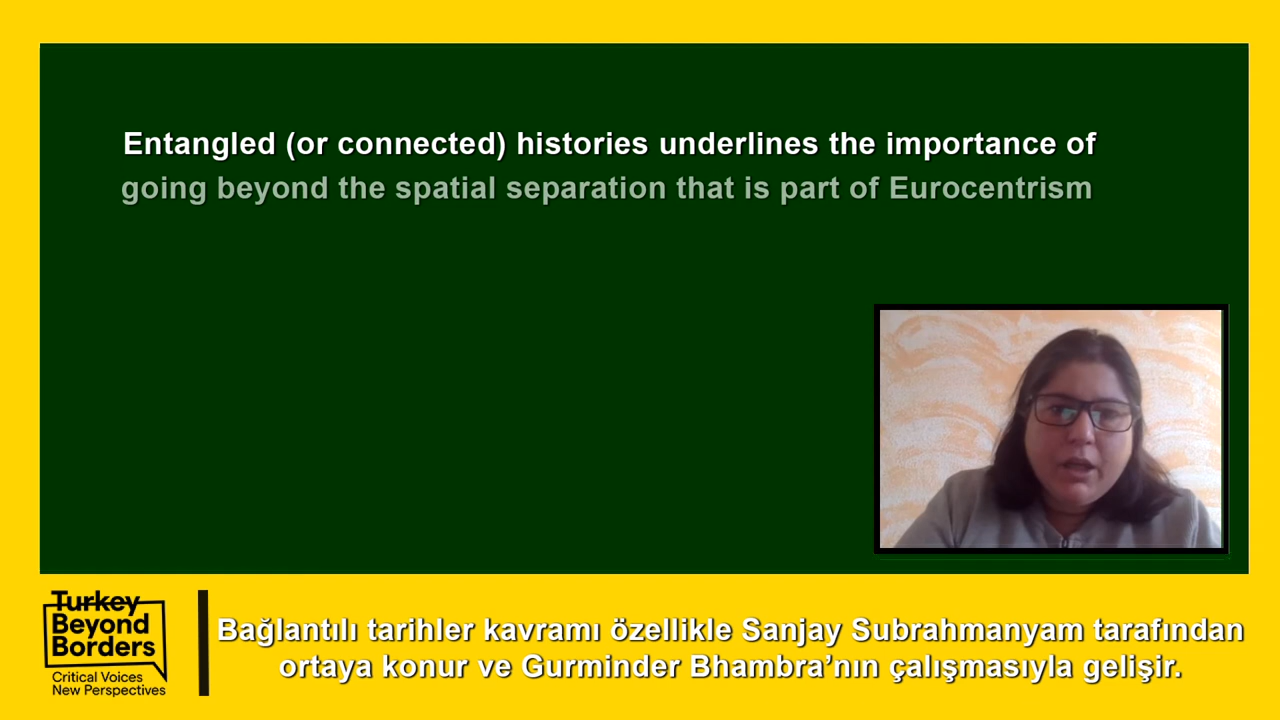 Entangled (or connected) histories underlines the importance of
going beyond the spatial separation that is part of Eurocentrism
Turkey
Beyond
Borders
Critical Voices
New Perspectives
Bağlantılı tarihler kavramı özellikle Sanjay Subrahmanyam tarafından
ortaya konur ve Gurminder Bhambra’nın çalışmasıyla gelişir.